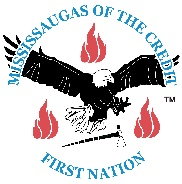 MISSISSAUGAS OF THE CREDIT
TM
FIRST NATION